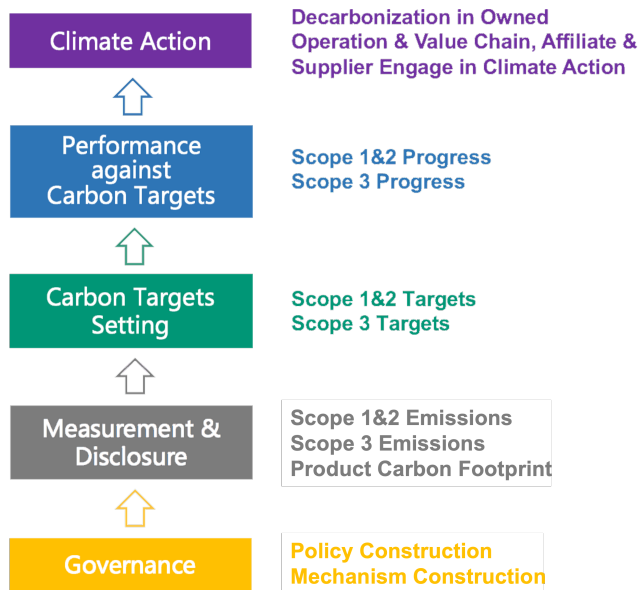 Climate Action
Decarbonization in Owned
Operation & Value Chain, Affiliate &
Supplier Engage in Climate Action
Performance
against
Carbon Targets
Scope 1&2 Progress
Scope 3 Progress
Carbon Targets
Setting
Scope 1&2 Targets
Scope 3 Targets
Measurement &
Disclosure
Scope 1&2 Emissions
Scope 3 Emissions
Product Carbon Footprint
Governance
Policy Construction
Mechanism Construction